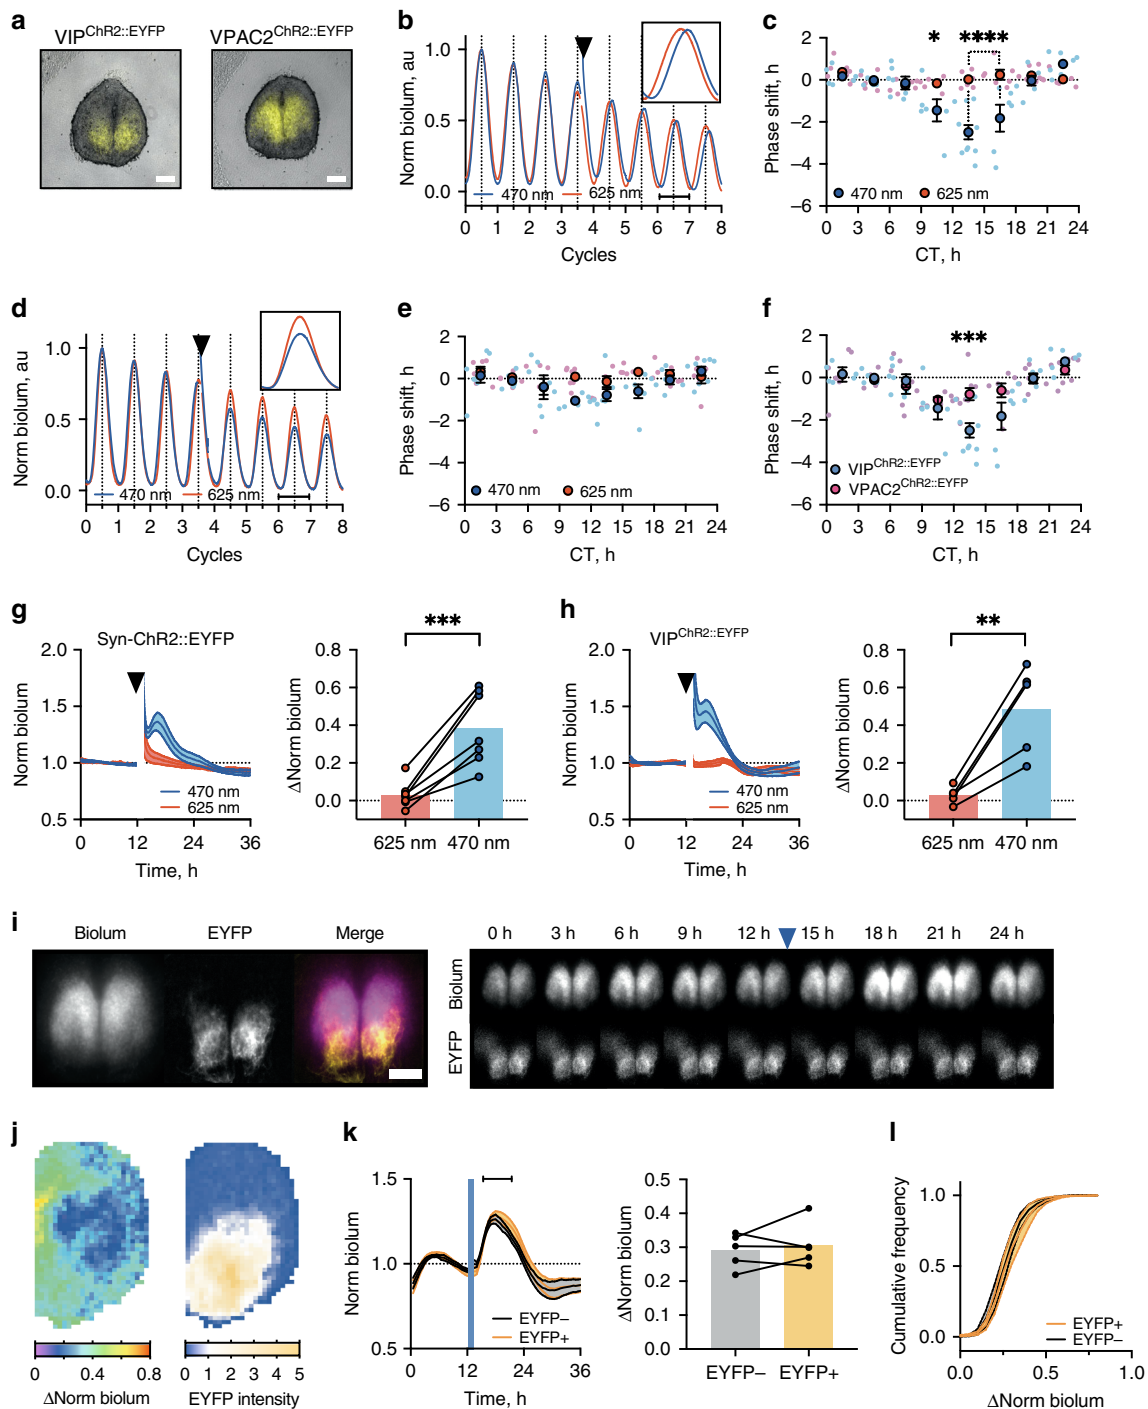 a
VIP^ChR2::EYFP
VPAC2^ChR2::EYFP
b
Norm biolum, au
1.0
0.5
0.0
470 nm
625 nm
0 1 2 3 4 5 6 7 8
Cycles
c
* ****
Phase shift, h
2
0
−2
−4
−6
470 nm
625 nm
0 3 6 9 12 15 18 21 24
CT, h
d
Norm biolum, au
1.0
0.5
0.0
470 nm
625 nm
0 1 2 3 4 5 6 7 8
Cycles
e
Phase shift, h
2
0
−2
−4
−6
470 nm
625 nm
0 3 6 9 12 15 18 21 24
CT, h
f
***
Phase shift, h
2
0
−2
−4
−6
VIP^ChR2::EYFP
VPAC2^ChR2::EYFP
0 3 6 9 12 15 18 21 24
CT, h
g
Syn-ChR2::EYFP
Norm biolum
2.0
1.5
1.0
0.5
470 nm
625 nm
0 12 24 36
Time, h
***
ΔNorm biolum
0.8
0.6
0.4
0.2
0.0
625 nm 470 nm
h
VIP^ChR2::EYFP
Norm biolum
2.0
1.5
1.0
0.5
470 nm
625 nm
0 12 24 36
Time, h
**
ΔNorm biolum
0.8
0.6
0.4
0.2
0.0
625 nm 470 nm
i
Biolum EYFP Merge
0 h 3 h 6 h 9 h 12 h 15 h 18 h 21 h 24 h
Biolum
EYFP
j
0 0.4 0.8
ΔNorm biolum
0 1 2 3 4 5
EYFP intensity
k
Norm biolum
1.5
1.0
0.5
EYFP−
EYFP+
0 12 24 36
Time, h
ΔNorm biolum
0.5
0.4
0.3
0.2
0.1
0.0
EYFP− EYFP+
l
Cumulative frequency
1.0
0.5
0.0
EYFP+
EYFP−
0.0 0.5 1.0
ΔNorm biolum